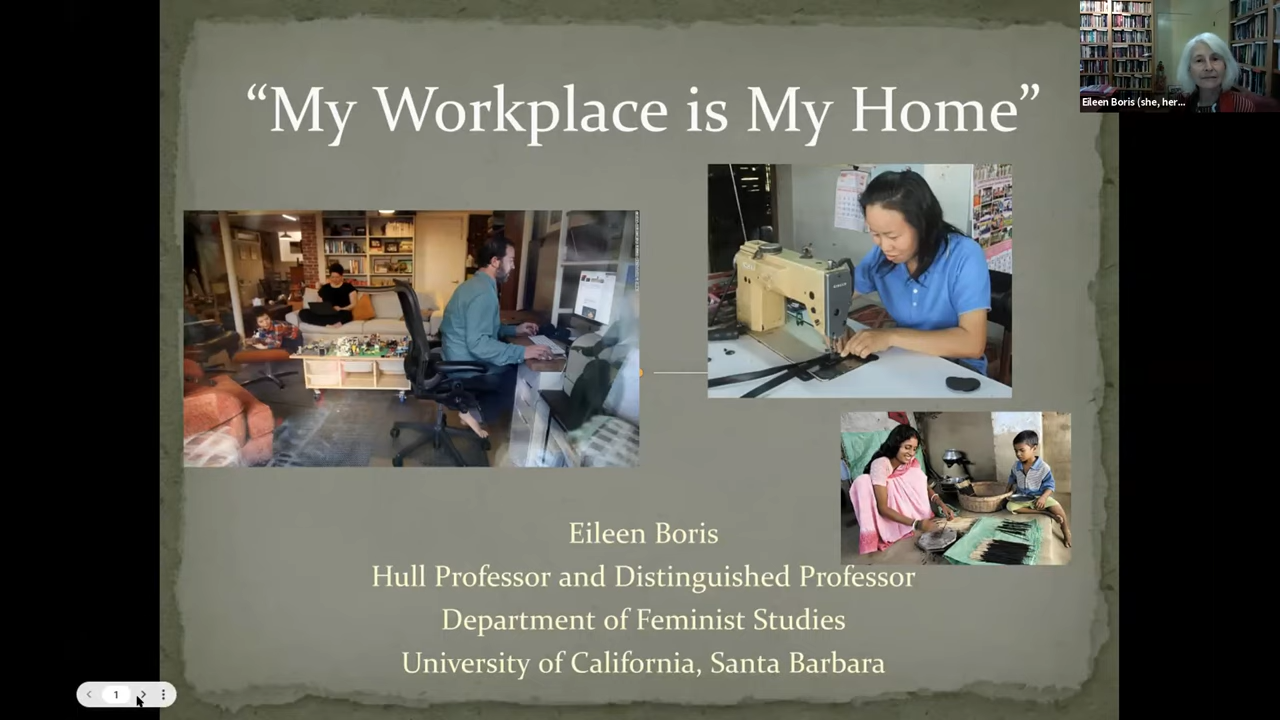 “My Workplace is My Home”
Eileen Boris (she, her...
Eileen Boris
Hull Professor and Distinguished Professor
Department of Feminist Studies
University of California, Santa Barbara
1